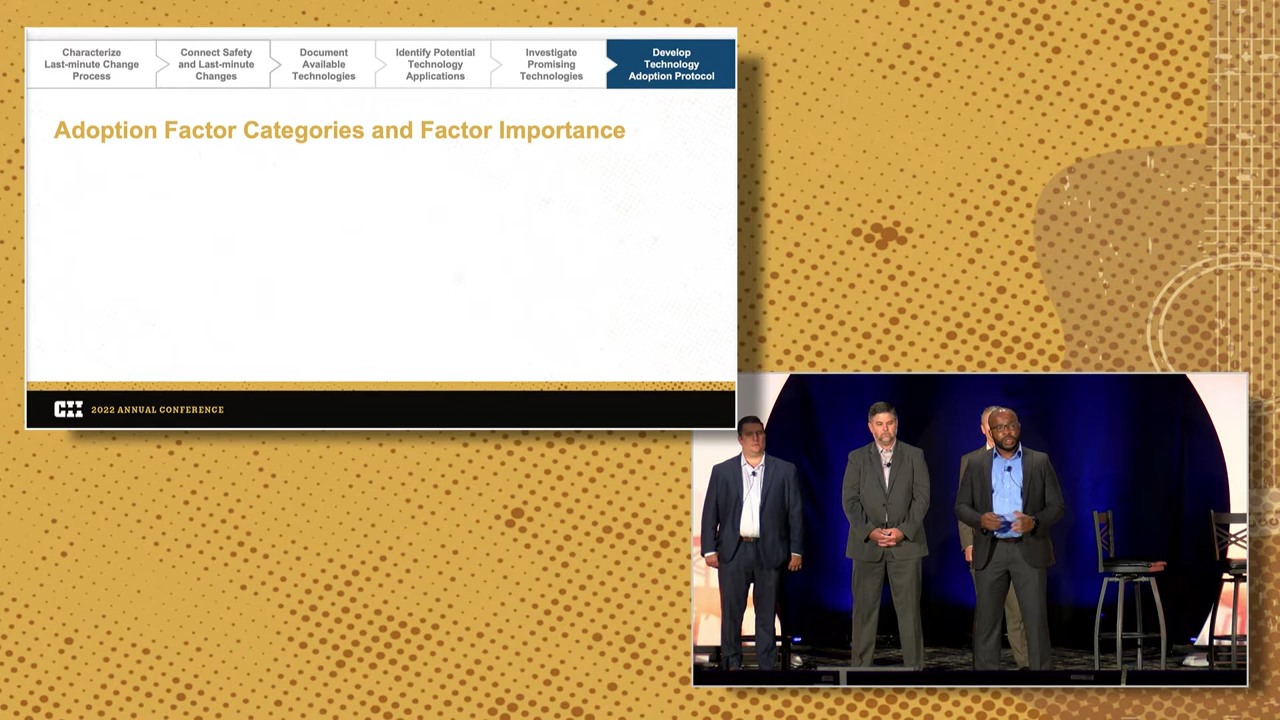 Characterize
Last-minute Change
Process
Connect Safety
and Last-minute
Changes
Document
Available
Technologies
Identify Potential
Technology
Applications
Investigate
Promising
Technologies
Develop
Technology
Adoption Protocol
Adoption Factor Categories and Factor Importance
CII 2022 ANNUAL CONFERENCE